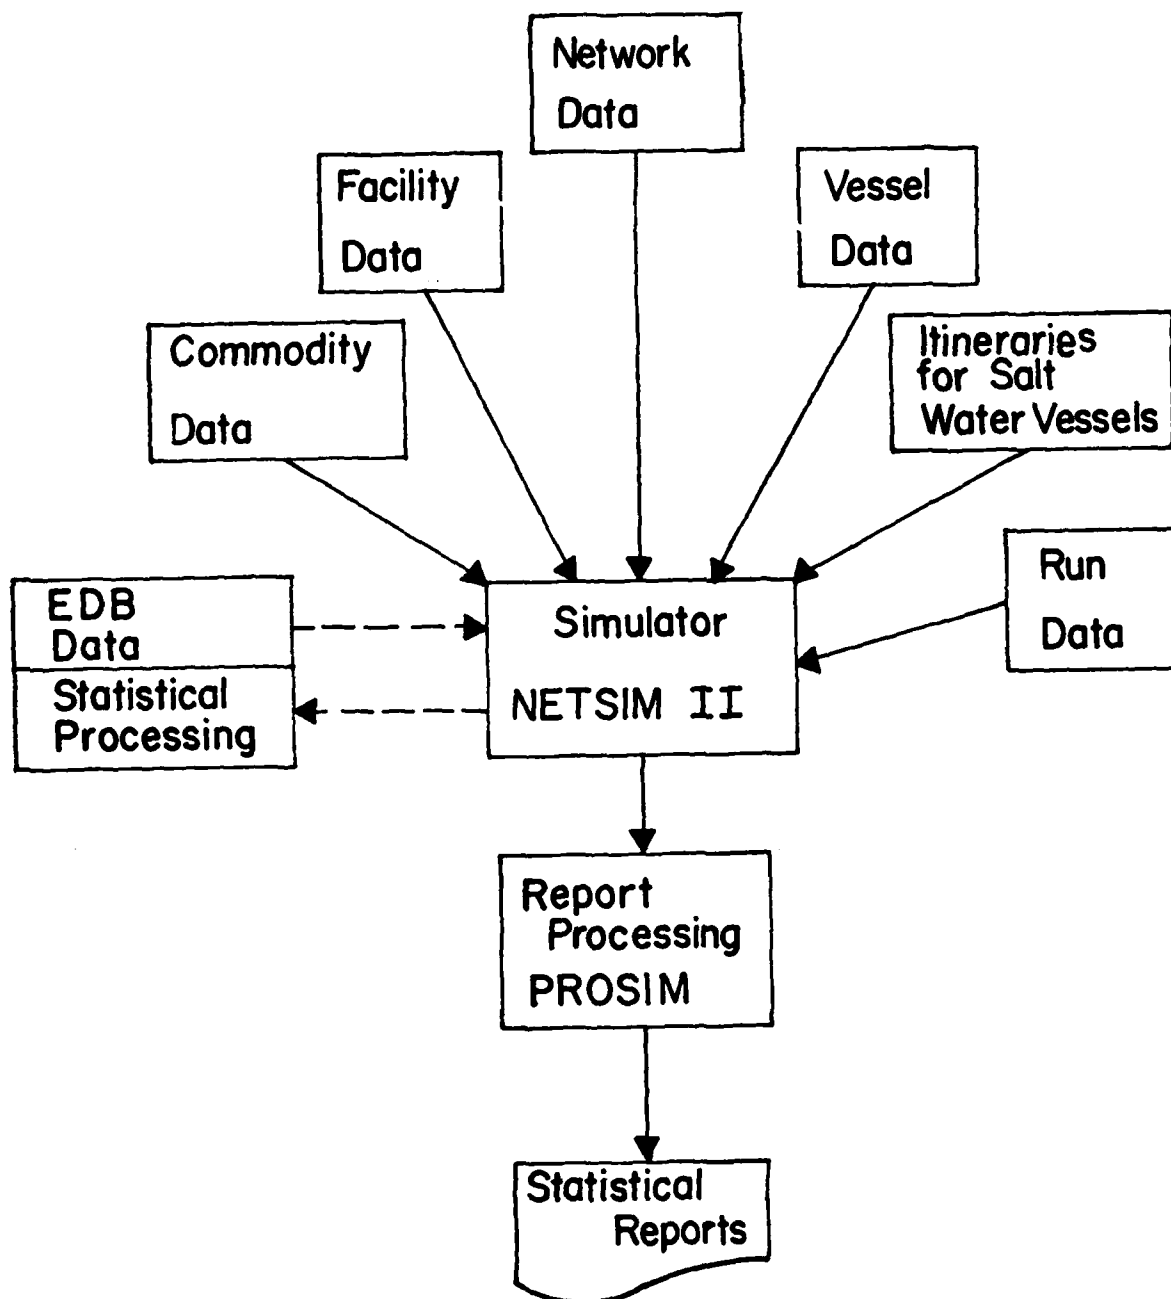 Network
Data
Facility
Data
Vessel
Data
Commodity
Data
Itineraries
for Salt
Water Vessels
EDB
Data
Statistical
Processing
Simulator
NETSIM II
Run
Data
Report
Processing
PROSIM
Statistical
Reports